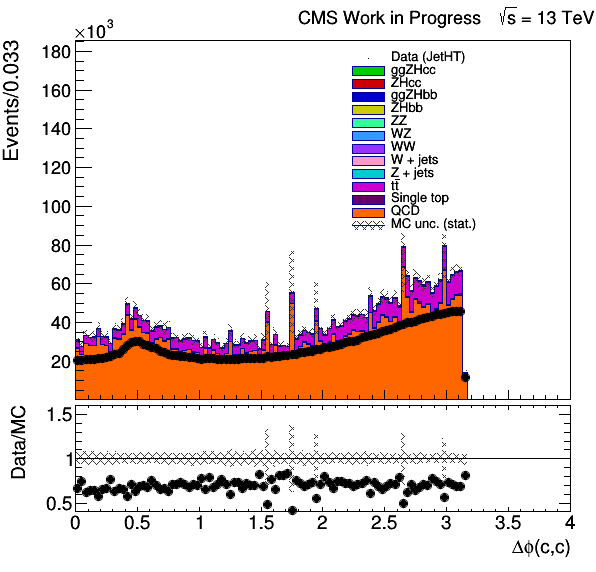 CMS Work in Progress √s = 13 TeV
×10³
Events/0.033
180
160
140
120
100
80
60
40
20
Data (JetHT)
ggZHcc
ZHcc
ggZHbb
ZHbb
ZZ
WZ
WW
W + jets
Z + jets
tt̄
Single top
QCD
MC unc. (stat.)
Data/MC
1.5
1
0.5
0 0.5 1 1.5 2 2.5 3 3.5 4
Δϕ(c,c)